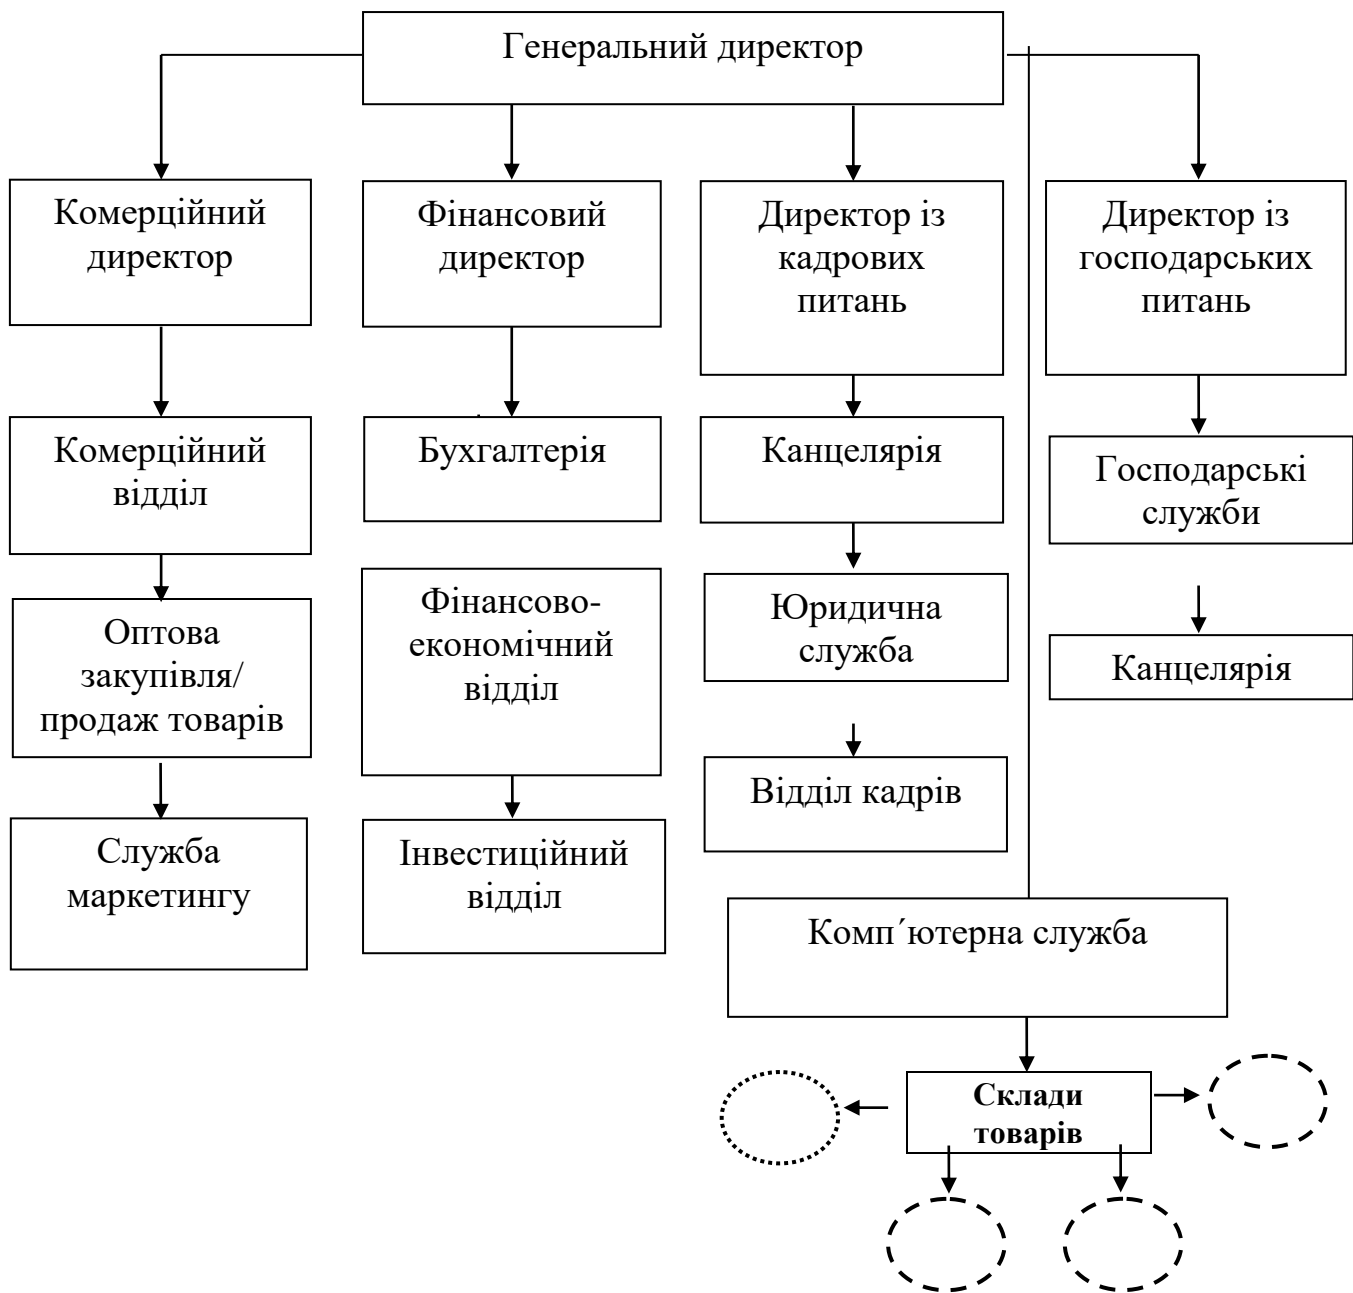 Генеральний директор
Комерційний
директор
Фінансовий
директор
Директор із
кадрових
питань
Директор із
господарських
питань
Комерційний
відділ
Бухгалтерія
Канцелярія
Господарські
служби
Оптова
закупівля/
продаж товарів
Фінансово-
економічний
відділ
Юридична
служба
Канцелярія
Відділ кадрів
Служба
маркетингу
Інвестиційний
відділ
Комп´ютерна служба
Склади
товарів